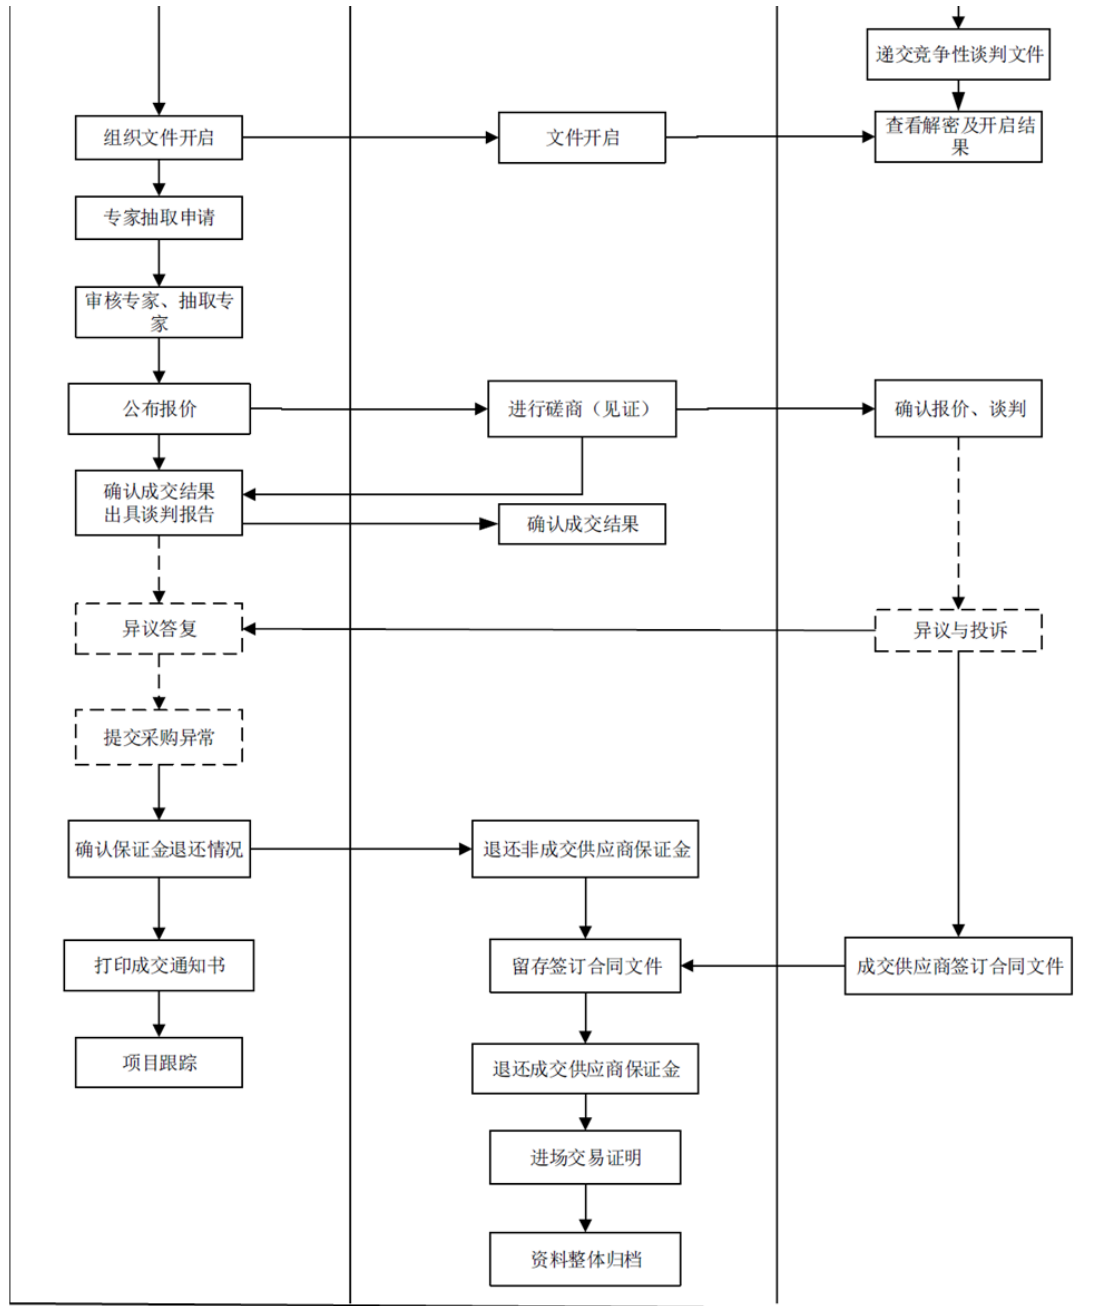 递交竞争性谈判文件
组织文件开启
文件开启
查看解密及开启结
果
专家抽取申请
审核专家、抽取专
家
公布报价
进行磋商（见证）
确认报价、谈判
确认成交结果
出具谈判报告
确认成交结果
异议答复
异议与投诉
提交采购异常
确认保证金退还情况
退还非成交供应商保证金
打印成交通知书
留存签订合同文件
成交供应商签订合同文件
项目跟踪
退还成交供应商保证金
进场交易证明
资料整体归档